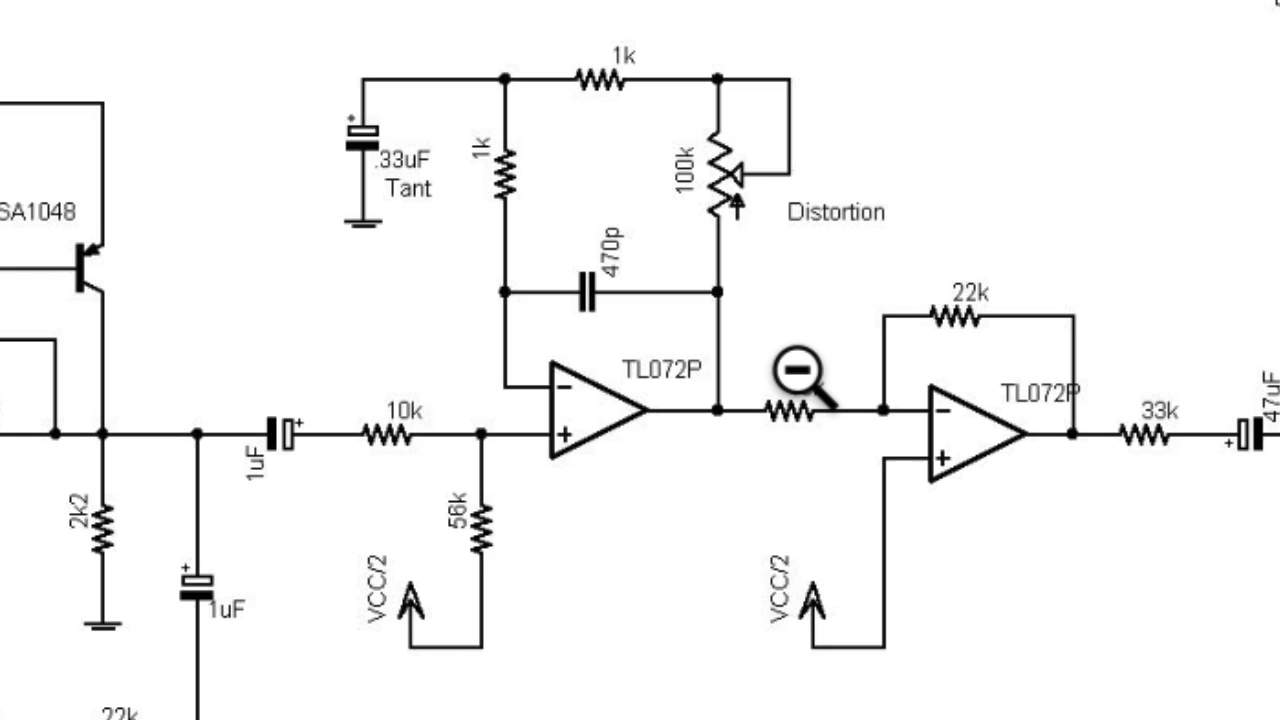 1k
.33uF
Tant
1k
100k
Distortion
SA1048
470p
22k
TL072P
TL072P
10k
33k
47uF
1uF
2k2
56k
VCC/2
VCC/2
1uF
22k